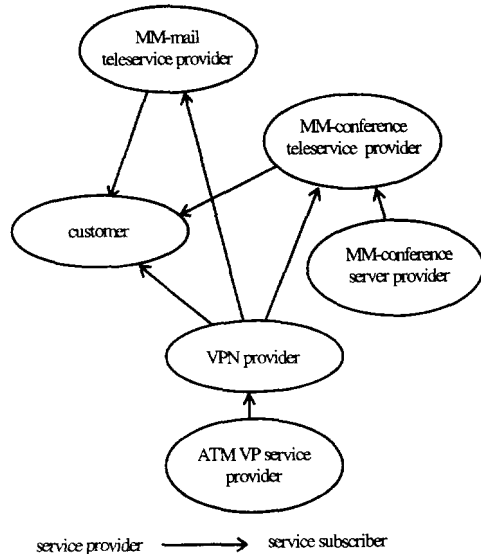 MM-mail
teleservice provider
MM-conference
teleservice provider
customer
MM-conference
server provider
VPN provider
ATM VP service
provider
service provider
service subscriber